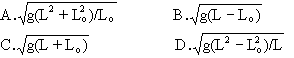 A.√g(L²+L₀²)/L₀ B.√g(L−L₀)
C.√g(L+L₀) D.√g(L²−L₀²)/L